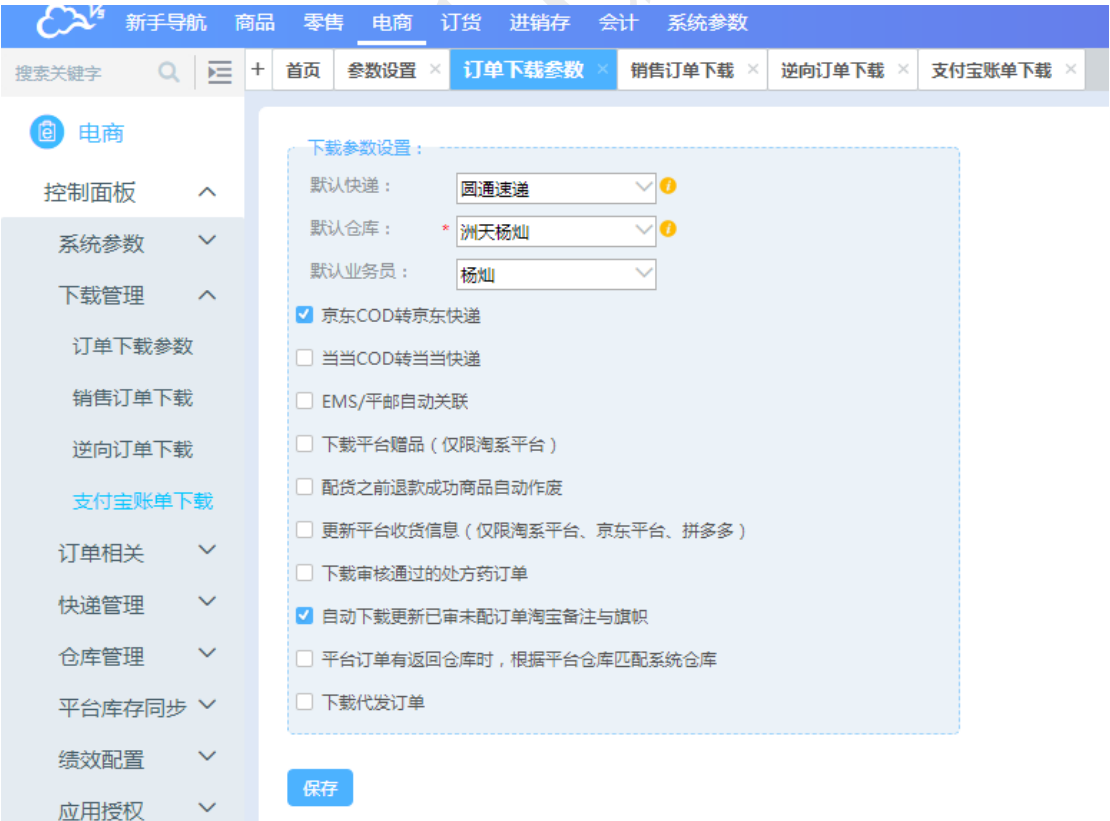 V5 新手导航 商品 零售 电商 订货 进销存 会计 系统参数
搜索关键字 + 首页 参数设置 × 订单下载参数 × 销售订单下载 × 逆向订单下载 × 支付宝账单下载 ×
电商
控制面板
系统参数
下载管理
订单下载参数
销售订单下载
逆向订单下载
支付宝账单下载
订单相关
快递管理
仓库管理
平台库存同步
绩效配置
应用授权
下载参数设置：
默认快递： 圆通速递
默认仓库： * 洲天杨灿
默认业务员： 杨灿
京东COD转京东快递
当当COD转当当快递
EMS/平邮自动关联
下载平台赠品（仅限淘系平台）
配货之前退款成功商品自动作废
更新平台收货信息（仅限淘系平台、京东平台、拼多多）
下载审核通过的处方药订单
自动下载更新已审未配订单淘宝备注与旗帜
平台订单有返回仓库时，根据平台仓库匹配系统仓库
下载代发订单
保存